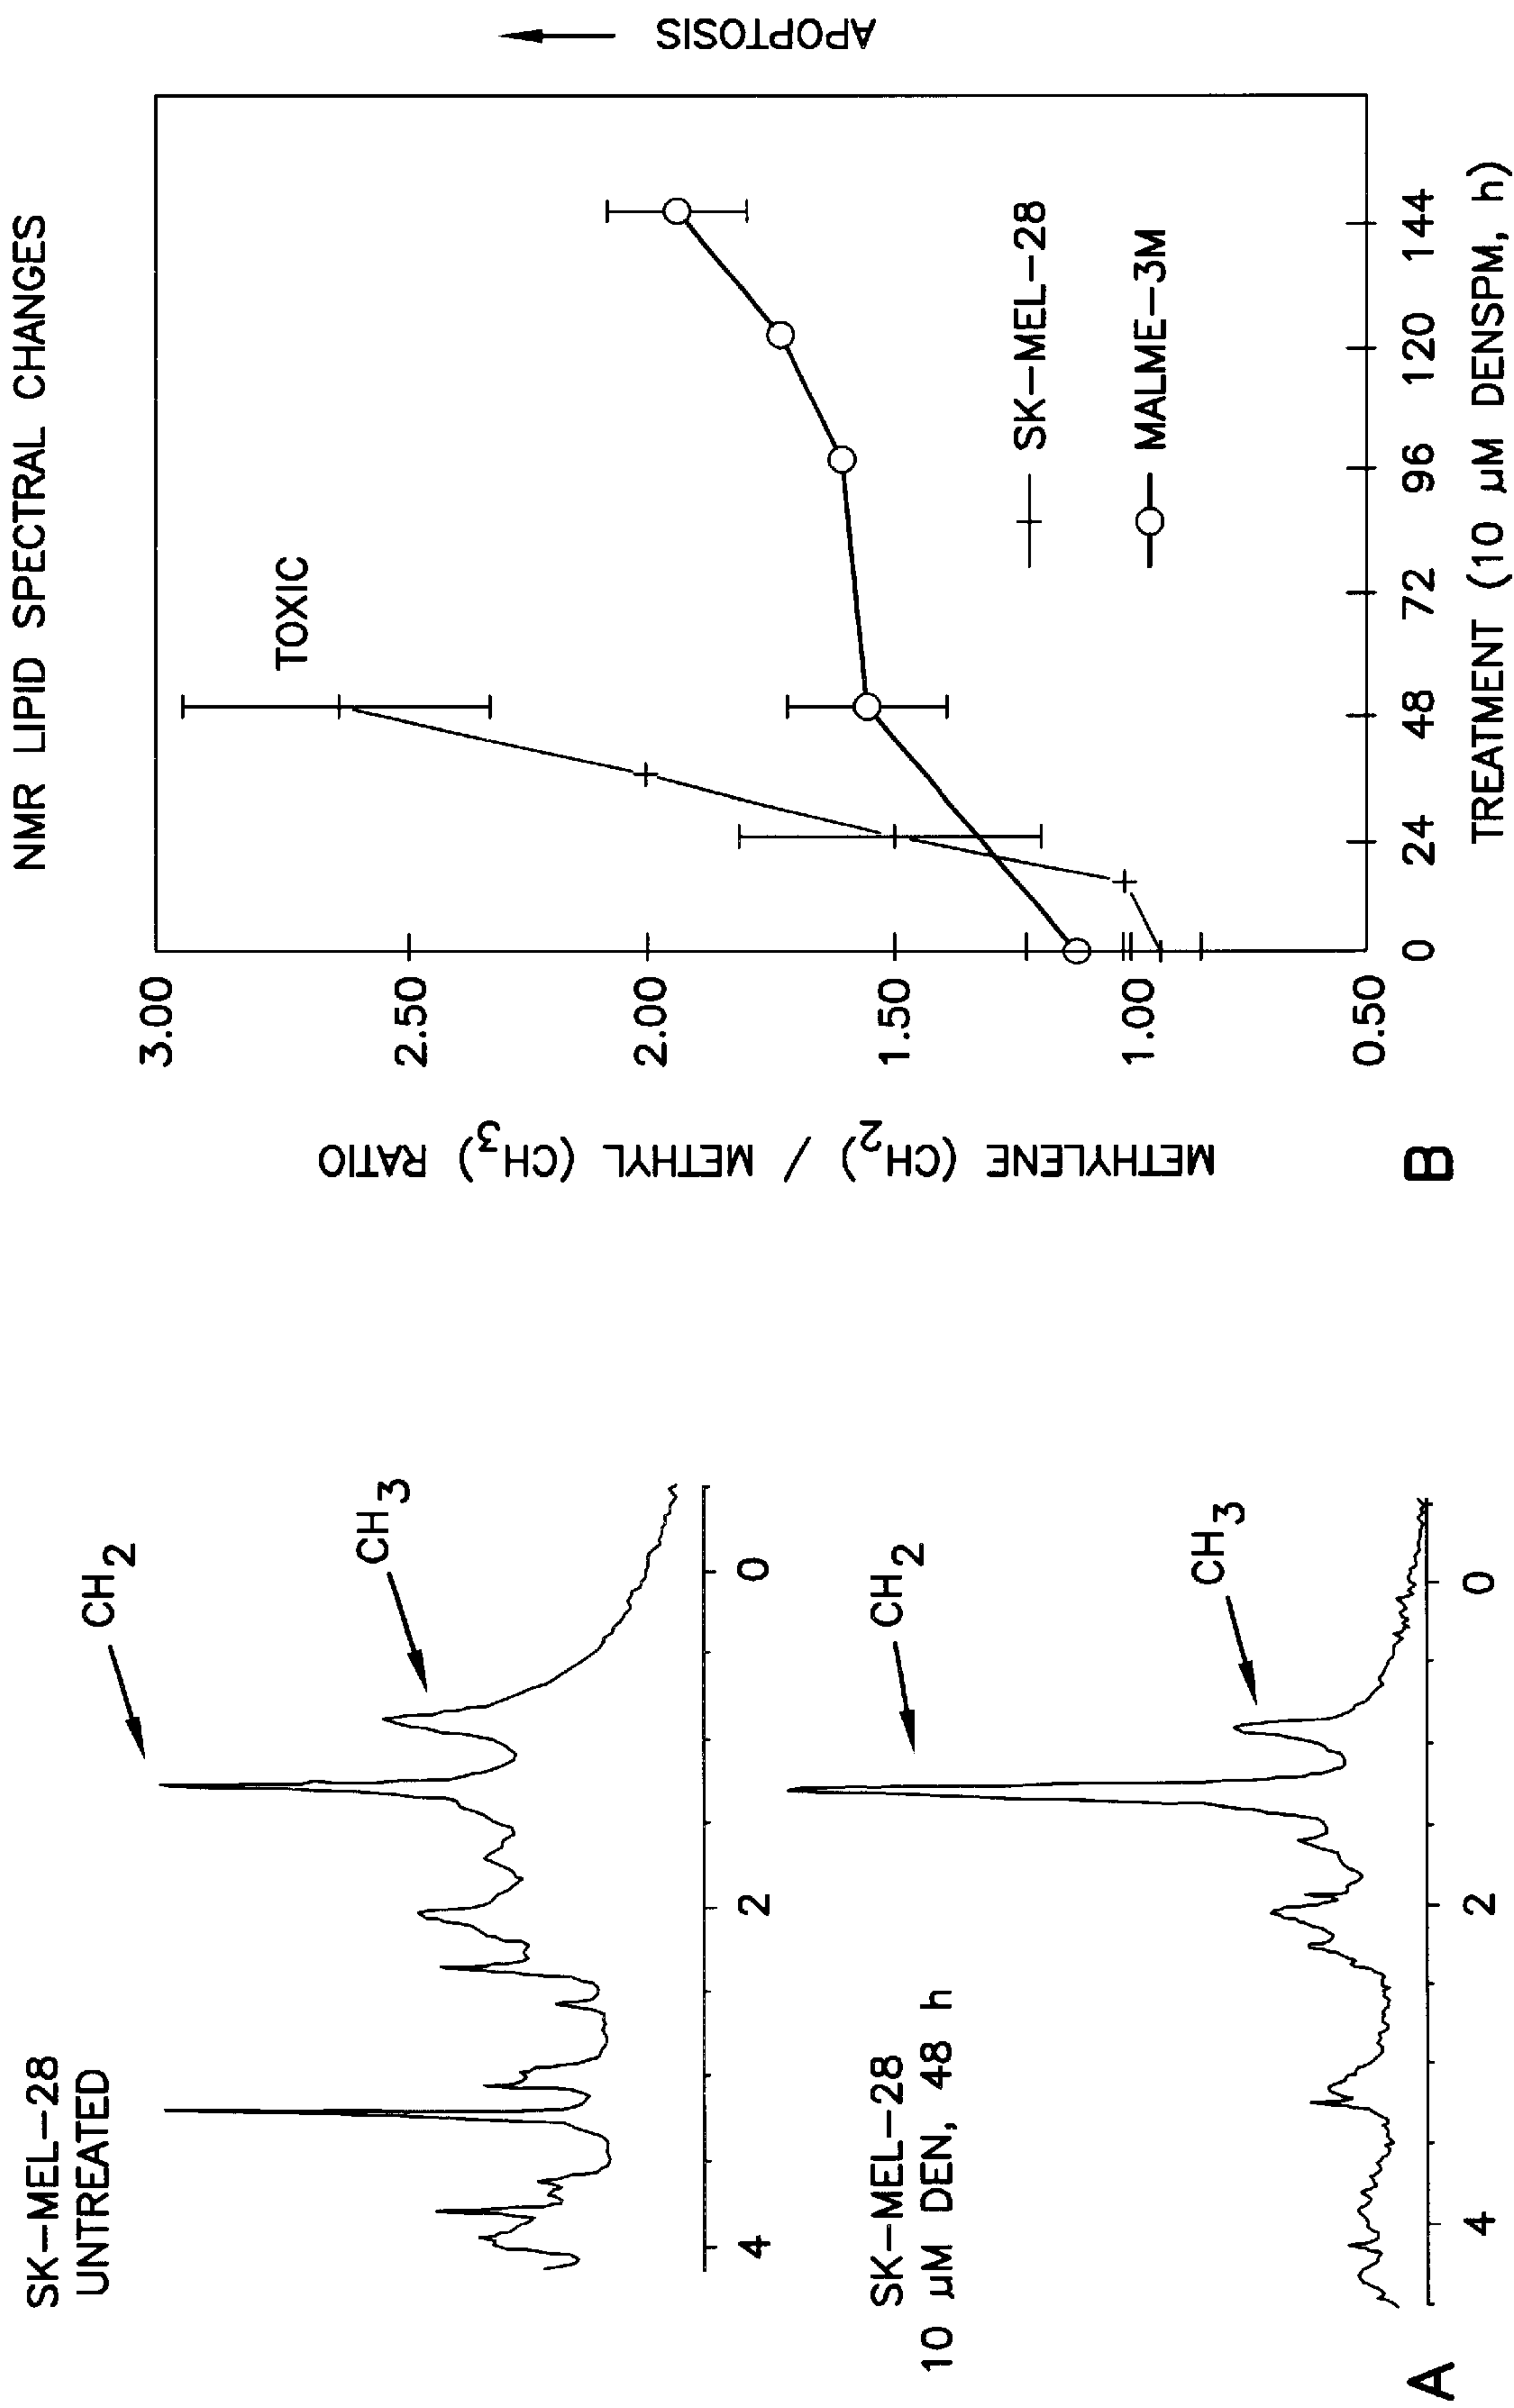 SK-MEL-28
UNTREATED
CH2
CH3
4
2
0
SK-MEL-28
10 µM DEN, 48 h
CH2
CH3
4
2
0
A
NMR LIPID SPECTRAL CHANGES
METHYLENE (CH2) / METHYL (CH3) RATIO
3.00
2.50
2.00
1.50
1.00
0.50
TOXIC
SK-MEL-28
MALME-3M
APOPTOSIS
0 24 48 72 96 120 144
TREATMENT (10 µM DENSPM, h)
B